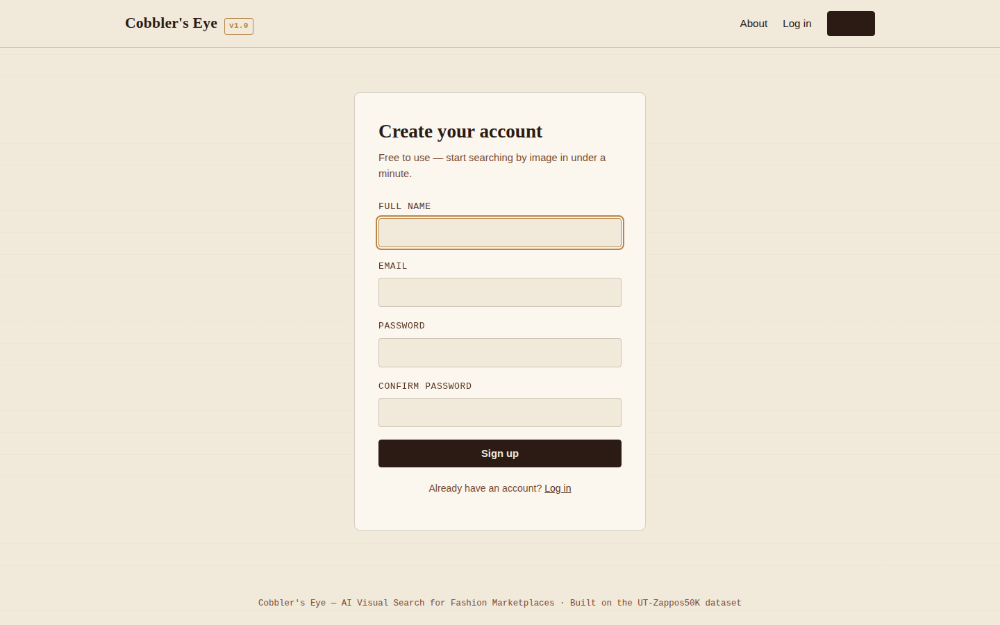 Cobbler's Eye v1.0 About Log in
Create your account
Free to use — start searching by image in under a
minute.
FULL NAME
EMAIL
PASSWORD
CONFIRM PASSWORD
Sign up
Already have an account? Log in
Cobbler's Eye — AI Visual Search for Fashion Marketplaces · Built on the UT-Zappos50K dataset